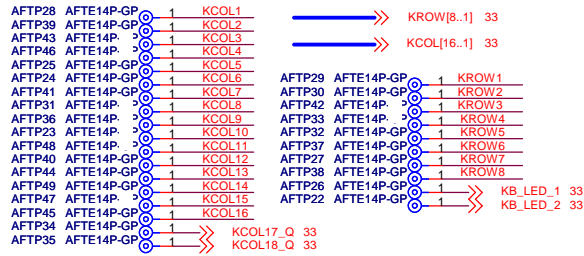 AFTP28 AFTE14P-GP 1 KCOL1
AFTP39 AFTE14P-GP 1 KCOL2
AFTP43 AFTE14P 1 KCOL3
AFTP46 AFTE14P 1 KCOL4
AFTP25 AFTE14P-GP 1 KCOL5
AFTP24 AFTE14P-GP 1 KCOL6
AFTP41 AFTE14P-GP 1 KCOL7
AFTP31 AFTE14P 1 KCOL8
AFTP36 AFTE14P 1 KCOL9
AFTP23 AFTE14P 1 KCOL10
AFTP48 AFTE14P 1 KCOL11
AFTP40 AFTE14P-GP 1 KCOL12
AFTP44 AFTE14P-GP 1 KCOL13
AFTP49 AFTE14P-GP 1 KCOL14
AFTP47 AFTE14P 1 KCOL15
AFTP45 AFTE14P-GP 1 KCOL16
AFTP34 AFTE14P-GP 1 KCOL17_Q 33
AFTP35 AFTE14P-GP 1 KCOL18_Q 33
KROW[8..1] 33
KCOL[16..1] 33
AFTP29 AFTE14P-GP 1 KROW1
AFTP30 AFTE14P-GP 1 KROW2
AFTP42 AFTE14P 1 KROW3
AFTP33 AFTE14P 1 KROW4
AFTP32 AFTE14P-GP 1 KROW5
AFTP37 AFTE14P-GP 1 KROW6
AFTP27 AFTE14P-GP 1 KROW7
AFTP38 AFTE14P-GP 1 KROW8
AFTP26 AFTE14P-GP 1 KB_LED_1 33
AFTP22 AFTE14P-GP 1 KB_LED_2 33